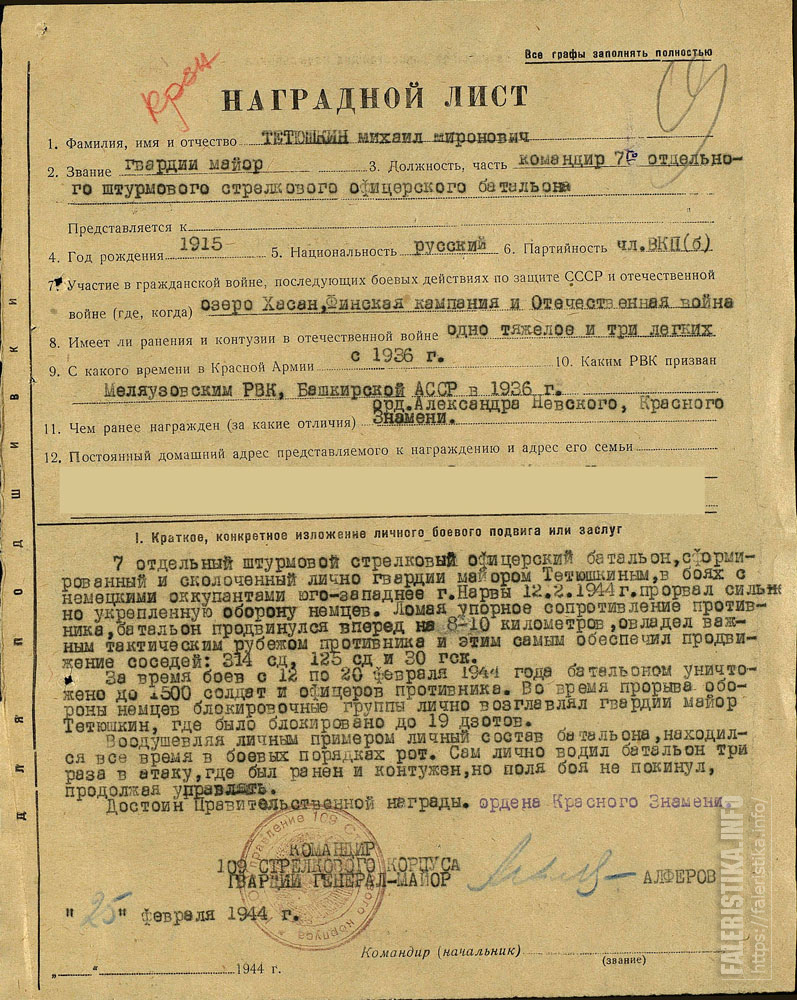 Все графы заполнять полностью
Кр зн
НАГРАДНОЙ ЛИСТ
1. Фамилия, имя и отчество ТЕТЮШКИН михаил миронович
2. Звание гвардии майор 3. Должность, часть командир 7го отдельно-
го штурмового стрелкового офицерского батальона
Представляется к
4. Год рождения 1915 5. Национальность русский 6. Партийность чл.ВКП(б)
7. Участие в гражданской войне, последующих боевых действиях по защите СССР и отечественной
войне (где, когда) озеро Хасан,Финская кампания и Отечественная война
8. Имеет ли ранения и контузии в отечественной войне одно тяжелое и три легких
9. С какого времени в Красной Армии с 1936 г. 10. Каким РВК призван
Меляузовским РВК, Башкирской АССР в 1936 г.
орд.Александра Невского, Красного
11. Чем ранее награжден (за какие отличия) Знамени.
12. Постоянный домашний адрес представляемого к награждению и адрес его семьи
I. Краткое, конкретное изложение личного боевого подвига или заслуг
7 отдельный штурмовой стрелковый офицерский батальон,сформи-
рованный и сколоченный лично гвардии майором Тетюшкиным,в боях с
немецкими оккупантами юго-западнее г.Нарвы 12.2.1944г.прорвал сильн
но укрепленную оборону немцев. Ломая упорное сопротивление против-
ника,батальон продвинулся вперед на 8-10 километров,овладел важ-
ным тактическим рубежом противника и этим самым обеспечил продви-
жение соседей: 314 сд, 125 сд и 30 гск.
За время боев с 12 по 20 февраля 1944 года батальоном уничто-
жено до 1500 солдат и офицеров противника. Во время прорыва обо-
роны немцев блокировочные группы лично возглавлял гвардии майор
Тетюшкин, где было блокировано до 19 дзотов.
Воодушевляя личным примером личный состав батальона,находил-
ся все время в боевых порядках рот. Сам лично водил батальон три
раза в атаку,где был ранен и контужен,но поля боя не покинул,
продолжая управлять.
Достоин Правительственной награды. ордена Красного Знамени.
КОМАНДИР
109 СТРЕЛКОВОГО КОРПУСА
ГВАРДИИ ГЕНЕРАЛ-МАЙОР АЛФЕРОВ
"25" февраля 1944 г.
Командир (начальник)
(звание)
"___" 1944 г.
Для подшивки
FALERISTIKA.INFO
https://faleristika.info/